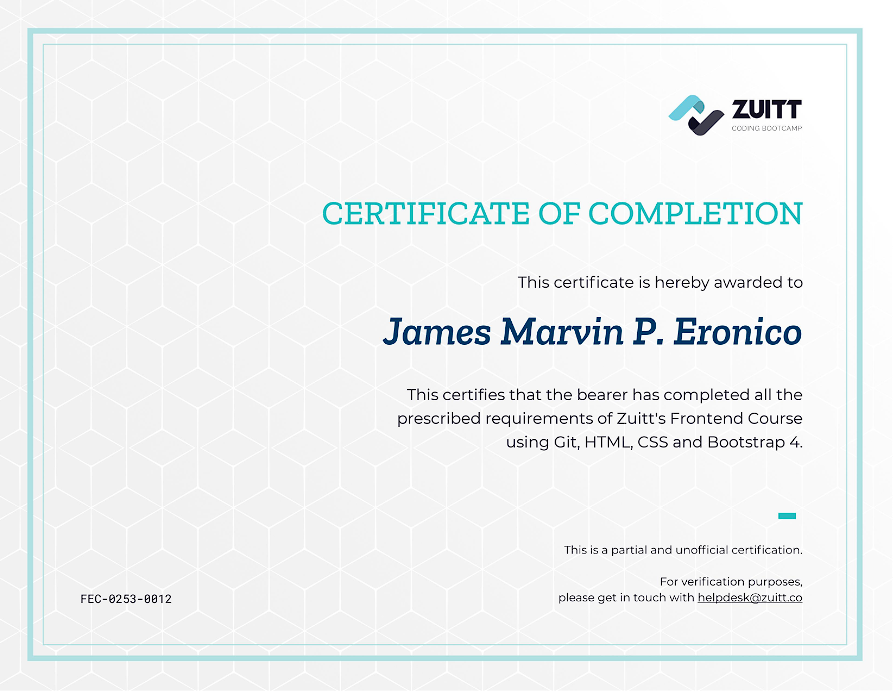 ZUITT
CODING BOOTCAMP
CERTIFICATE OF COMPLETION
This certificate is hereby awarded to
James Marvin P. Eronico
This certifies that the bearer has completed all the
prescribed requirements of Zuitt's Frontend Course
using Git, HTML, CSS and Bootstrap 4.
This is a partial and unofficial certification.
For verification purposes,
please get in touch with helpdesk@zuitt.co
FEC-0253-0012